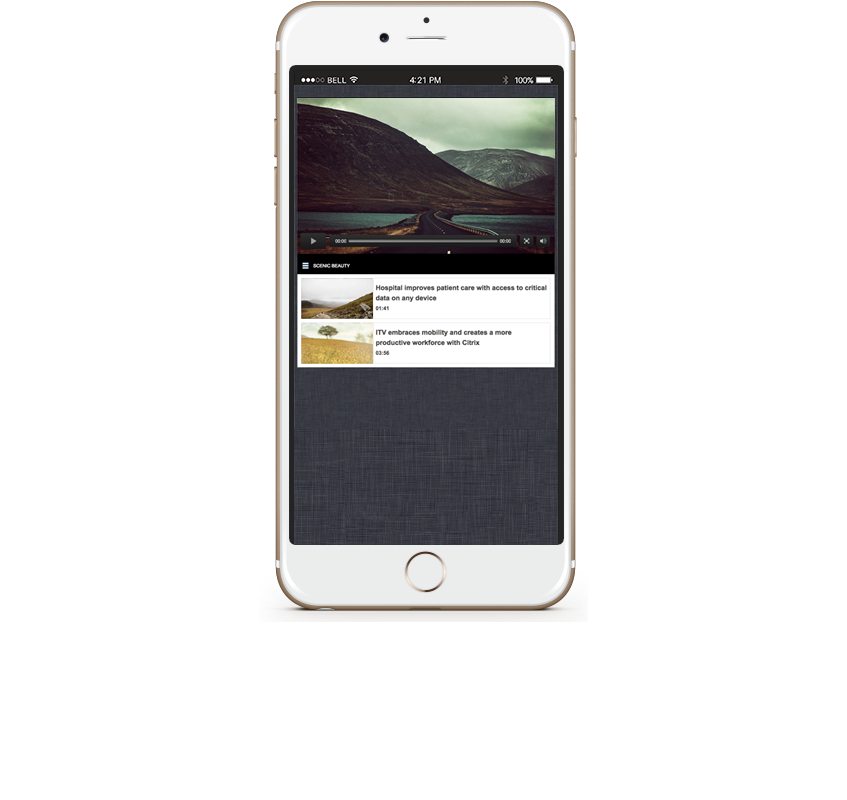 BELL 4:21 PM 100%
00:00 00:00
SCENIC BEAUTY
Hospital improves patient care with access to critical
data on any device
01:41
ITV embraces mobility and creates a more
productive workforce with Citrix
03:56